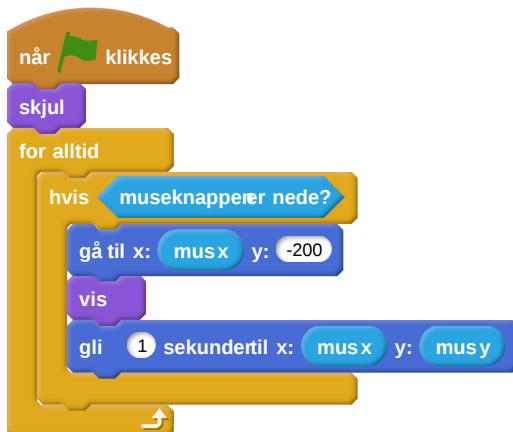 når klikkes
skjul
for alltid
hvis museknappen er nede?
gå til x: mus x y: -200
vis
gli 1 sekunder til x: mus x y: mus y